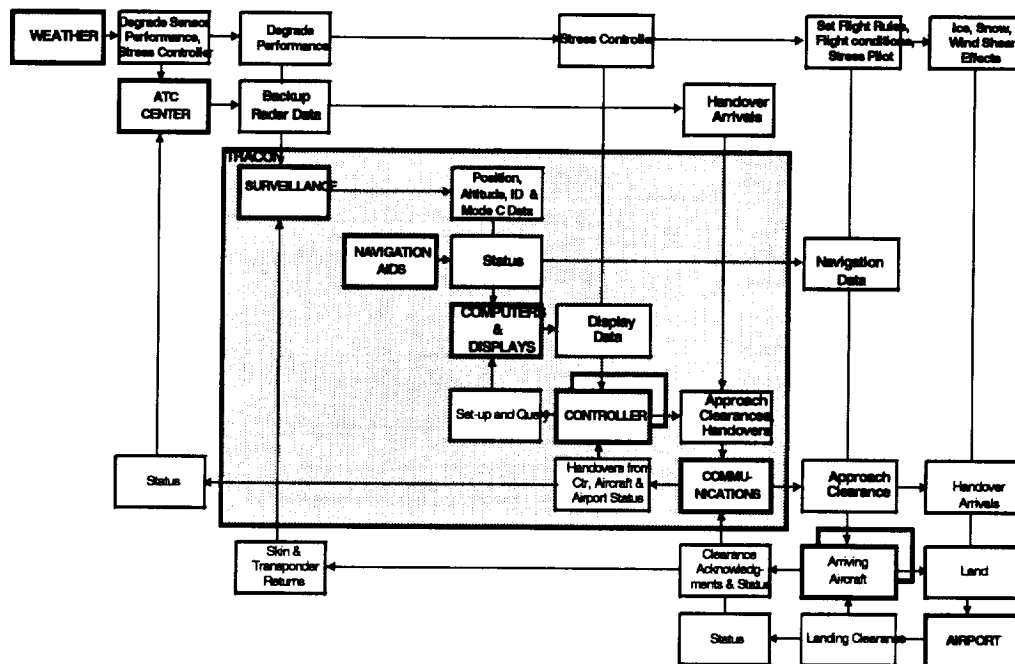 WEATHER
Degrade Sensor
Performance,
Stress Controller
Degrade
Performance
Stress Controller
Set Flight Rules,
Flight conditions,
Stress Pilot
Ice, Snow,
Wind Shear
Effects
ATC
CENTER
Backup
Radar Data
Handover
Arrivals
TRACON
SURVEILLANCE
Position,
Altitude, ID &
Mode C Data
NAVIGATION
AIDS
Status
Navigation
Data
COMPUTERS
&
DISPLAYS
Display
Data
Set-up and Query
CONTROLLER
Approach
Clearances,
Handovers
Status
Handovers from
Ctr, Aircraft &
Airport Status
COMMU-
NICATIONS
Approach
Clearance
Handover
Arrivals
Skin &
Transponder
Returns
Clearance
Acknowledg-
ments & Status
Arriving
Aircraft
Land
Status
Landing Clearance
AIRPORT